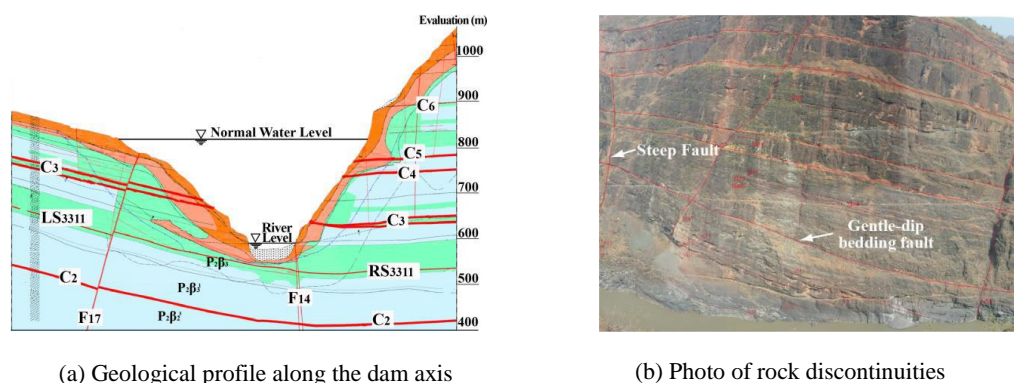 Evaluation (m)
1000
900
800
700
600
500
400
C6
Normal Water Level
C5
C4
C3
C3
LS3311
River
Level
P₂β₃
RS3311
C2
P₂β₂
F14
F17
C2
Steep Fault
Gentle-dip
bedding fault
(a) Geological profile along the dam axis
(b) Photo of rock discontinuities